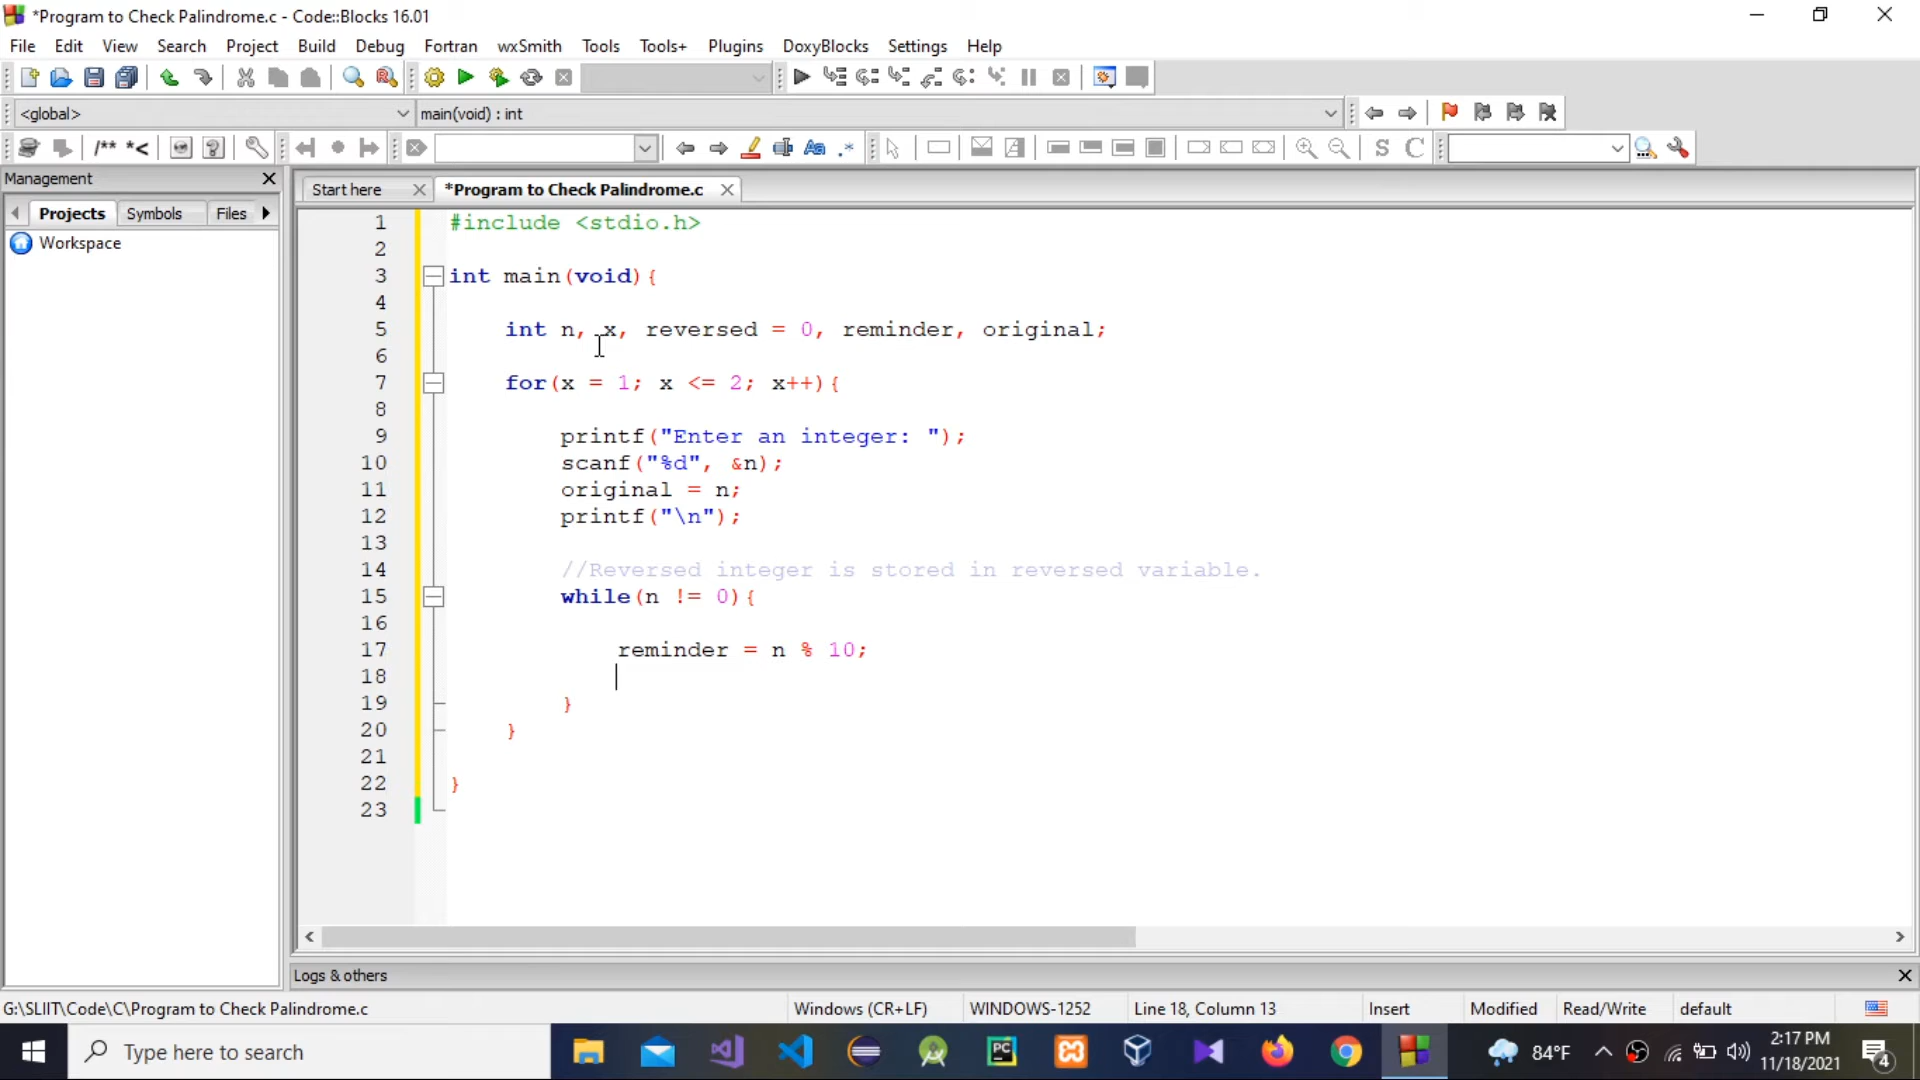 *Program to Check Palindrome.c - Code::Blocks 16.01
File Edit View Search Project Build Debug Fortran wxSmith Tools Tools+ Plugins DoxyBlocks Settings Help
<global> main(void) : int
/** *<
Management
Projects Symbols Files
Workspace
Start here *Program to Check Palindrome.c
1 #include <stdio.h>
2
3 int main(void){
4
5 int n, x, reversed = 0, reminder, original;
6
7 for(x = 1; x <= 2; x++){
8
9 printf("Enter an integer: ");
10 scanf("%d", &n);
11 original = n;
12 printf("\n");
13
14 //Reversed integer is stored in reversed variable.
15 while(n != 0){
16
17 reminder = n % 10;
18
19 }
20 }
21
22 }
23
Logs & others
G:\SLIIT\Code\C\Program to Check Palindrome.c Windows (CR+LF) WINDOWS-1252 Line 18, Column 13 Insert Modified Read/Write default
Type here to search 84°F 2:17 PM
11/18/2021 4